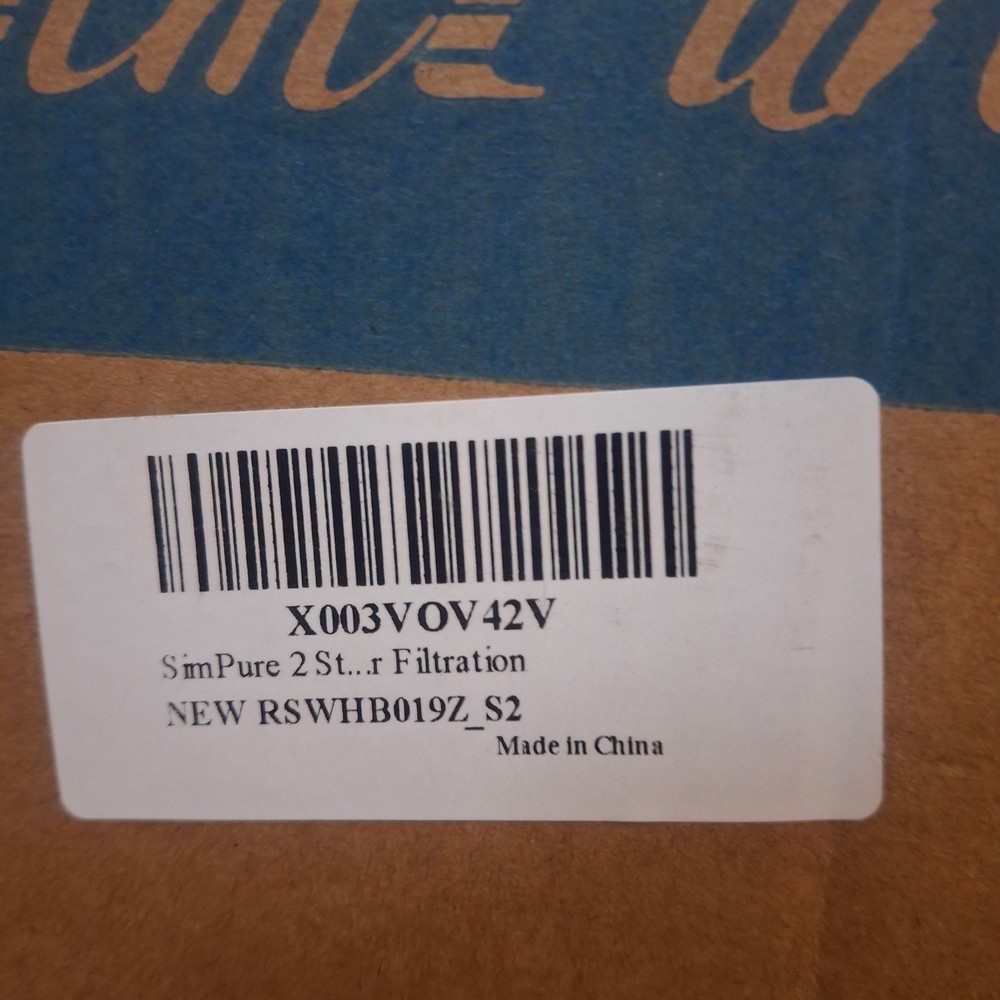 X003VOV42V
SimPure 2 St...r Filtration
NEW RSWHB019Z_S2
Made in China